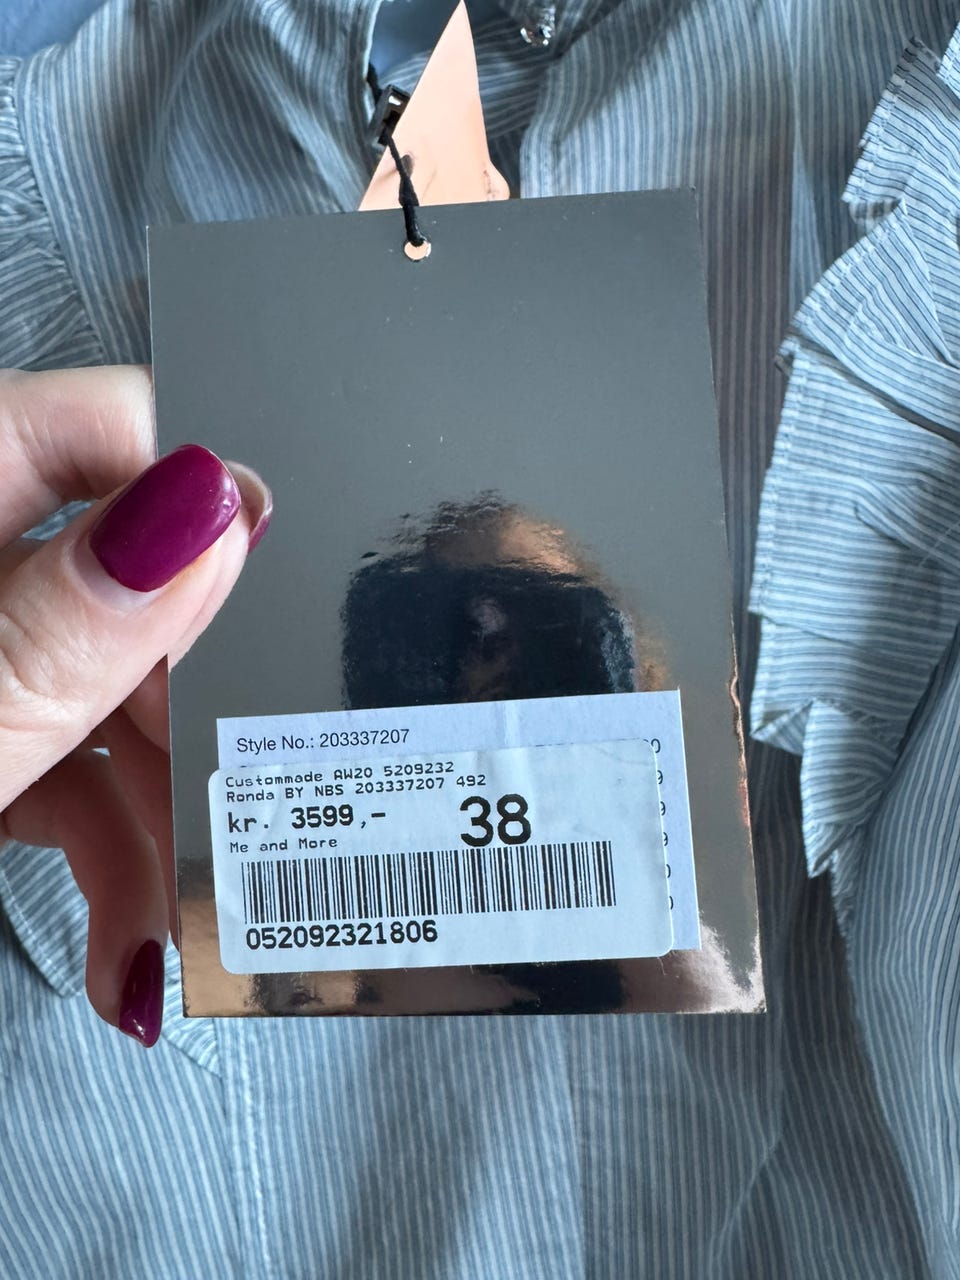 Style No.: 203337207
Custommade AW20 5209232
Ronda BY NBS 203337207 492
kr. 3599,- 38
Me and More
052092321806